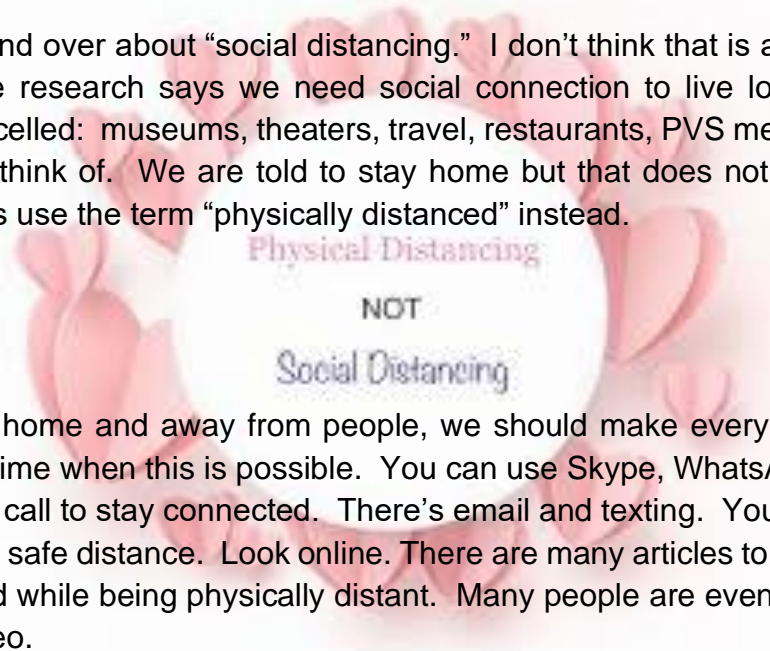 nd over about “social distancing.” I don’t think that is a
e research says we need social connection to live lo
celled: museums, theaters, travel, restaurants, PVS me
think of. We are told to stay home but that does not
s use the term “physically distanced” instead.
Physical Distancing
NOT
Social Distancing
home and away from people, we should make every
ime when this is possible. You can use Skype, WhatsA
call to stay connected. There’s email and texting. You
safe distance. Look online. There are many articles to
d while being physically distant. Many people are even
eo.